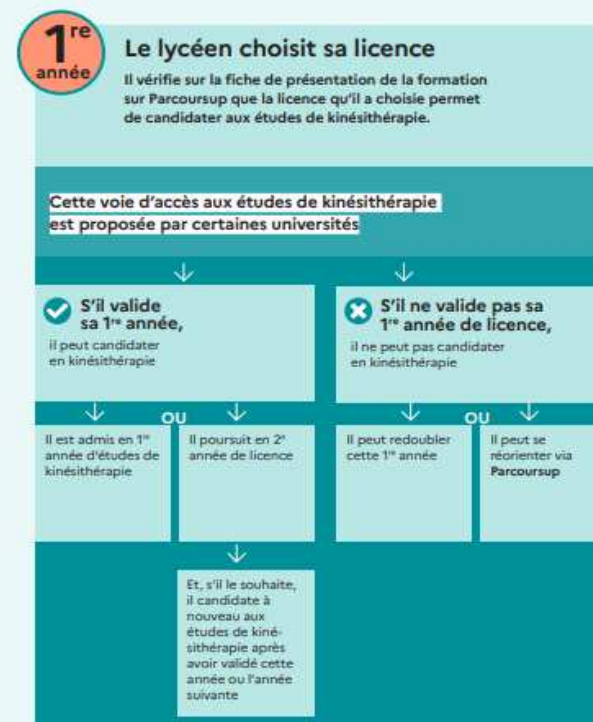 1re
année
Le lycéen choisit sa licence
Il vérifie sur la fiche de présentation de la formation
sur Parcoursup que la licence qu'il a choisie permet
de candidater aux études de kinésithérapie.
Cette voie d'accès aux études de kinésithérapie
est proposée par certaines universités
S'il valide
sa 1re année,
il peut candidater
en kinésithérapie
S'il ne valide pas sa
1re année de licence,
il ne peut pas candidater
en kinésithérapie
OU
Il est admis en 1re
année d'études de
kinésithérapie
Il poursuit en 2e
année de licence
OU
Il peut redoubler
cette 1re année
Il peut se
réorienter via
Parcoursup
Et, s'il le souhaite,
il candidate à
nouveau aux
études de kiné-
sithérapie après
avoir validé cette
année ou l'année
suivante